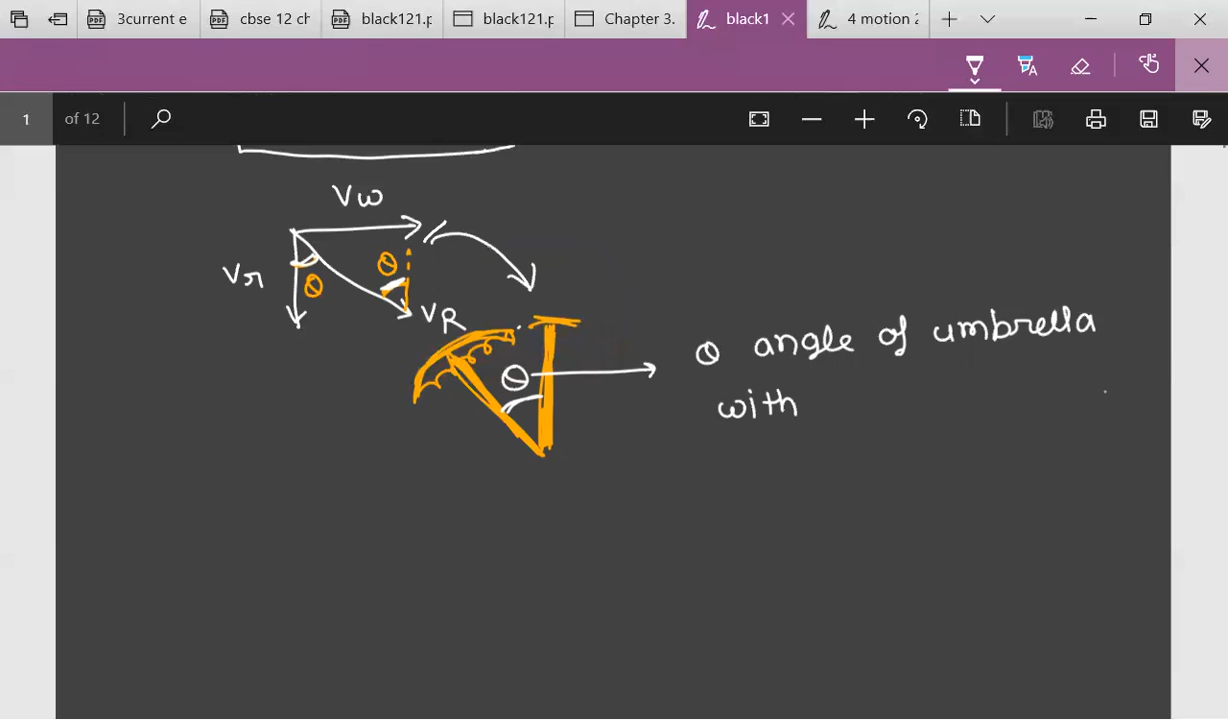 3current e
cbse 12 ch
black121.p
black121.p
Chapter 3.
black1
4 motion 2
1 of 12
Vω
Vr
θ
θ
VR
θ
θ angle of umbrella
with